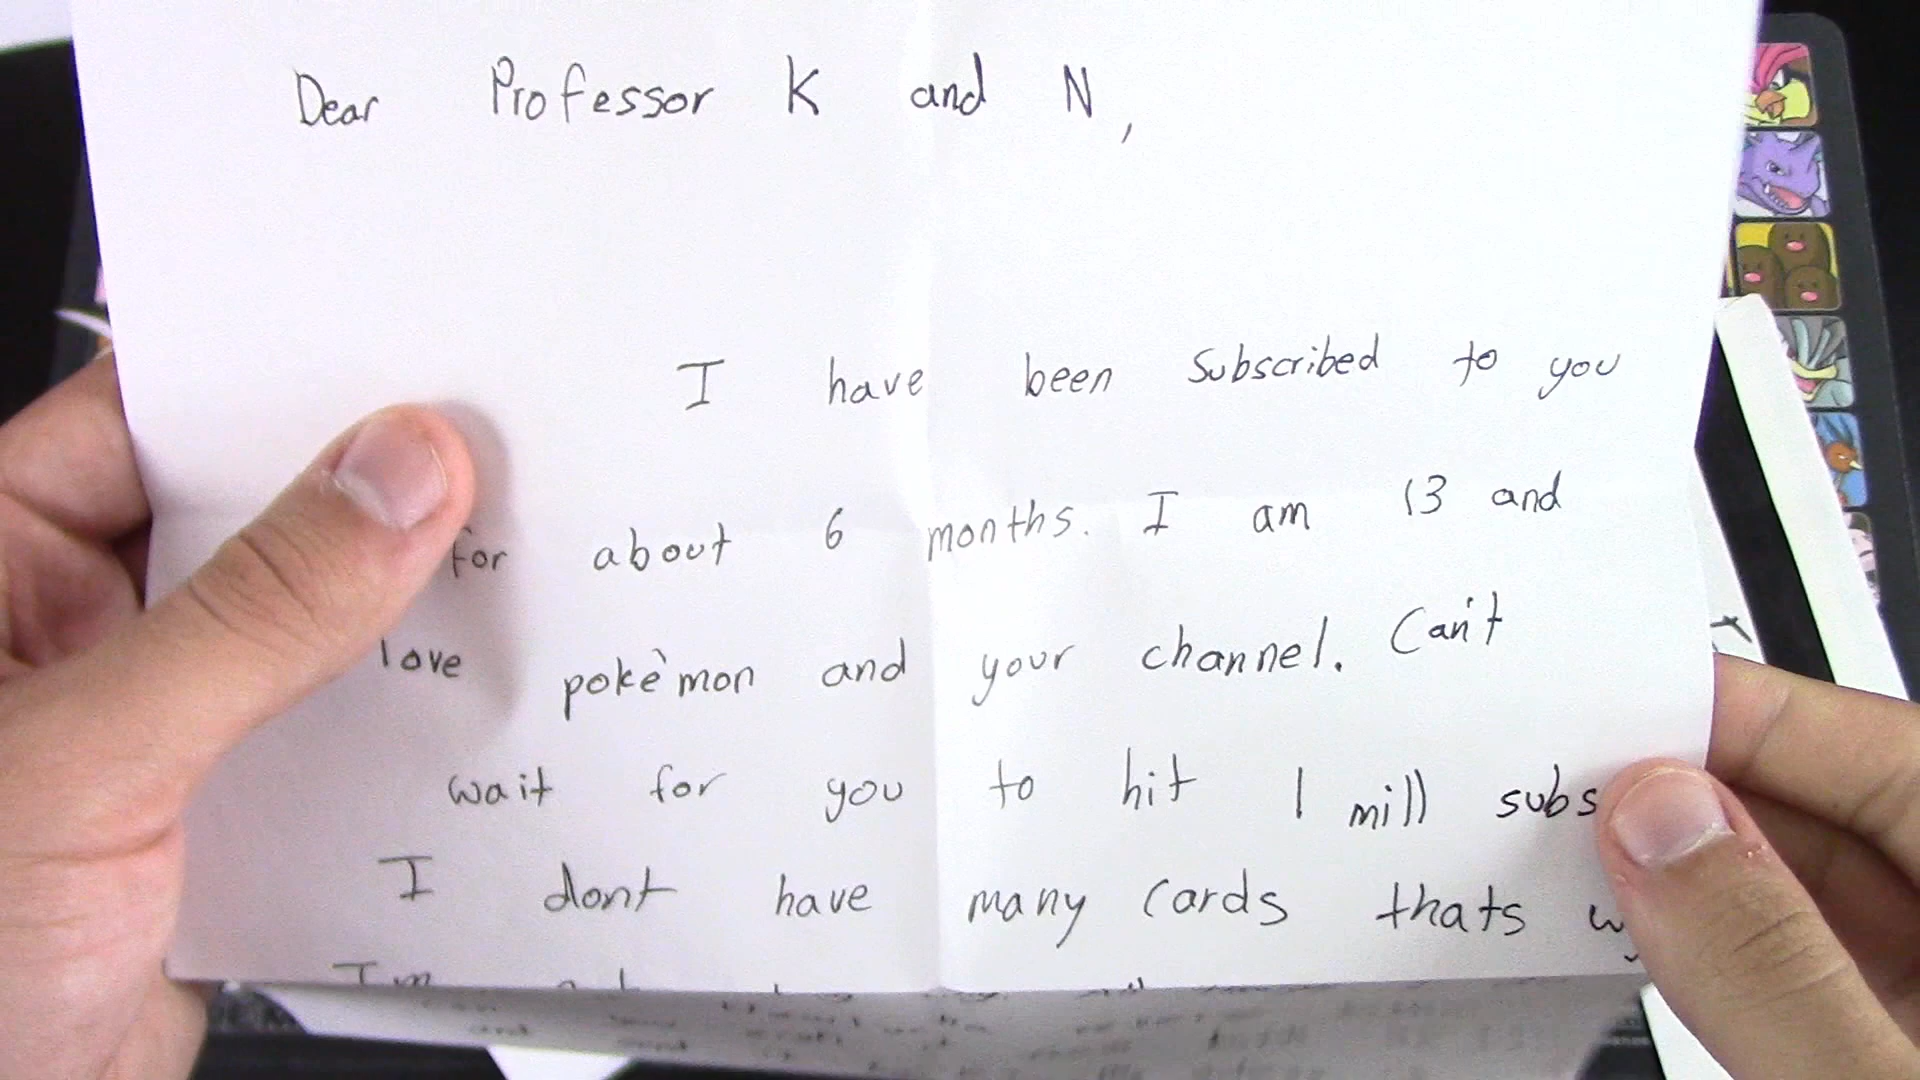 Dear Professor K and N,
I have been Subscribed to you
for about 6 months. I am 13 and
love pokèmon and your channel. Can't
wait for you to hit 1 mill subs
I dont have many cards thats
Im